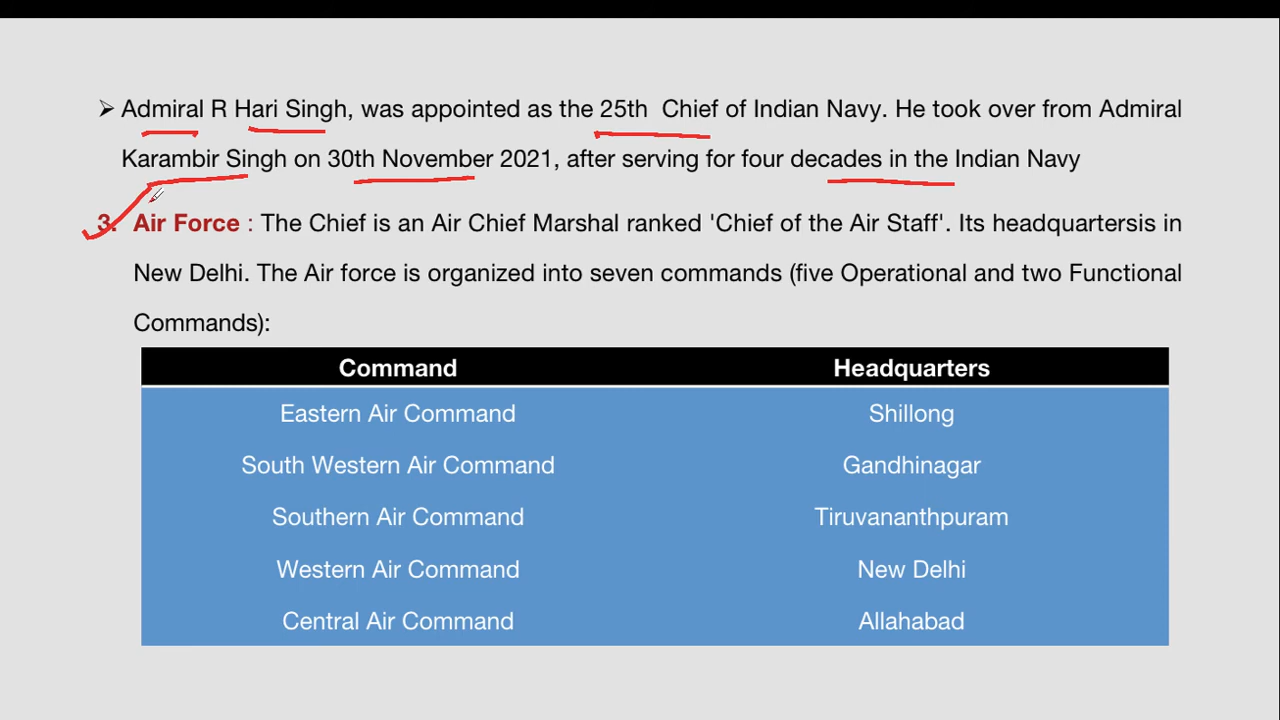 ➢ Admiral R Hari Singh, was appointed as the 25th Chief of Indian Navy. He took over from Admiral
Karambir Singh on 30th November 2021, after serving for four decades in the Indian Navy
3. Air Force : The Chief is an Air Chief Marshal ranked 'Chief of the Air Staff'. Its headquartersis in
New Delhi. The Air force is organized into seven commands (five Operational and two Functional
Commands):
Command Headquarters
Eastern Air Command Shillong
South Western Air Command Gandhinagar
Southern Air Command Tiruvananthpuram
Western Air Command New Delhi
Central Air Command Allahabad